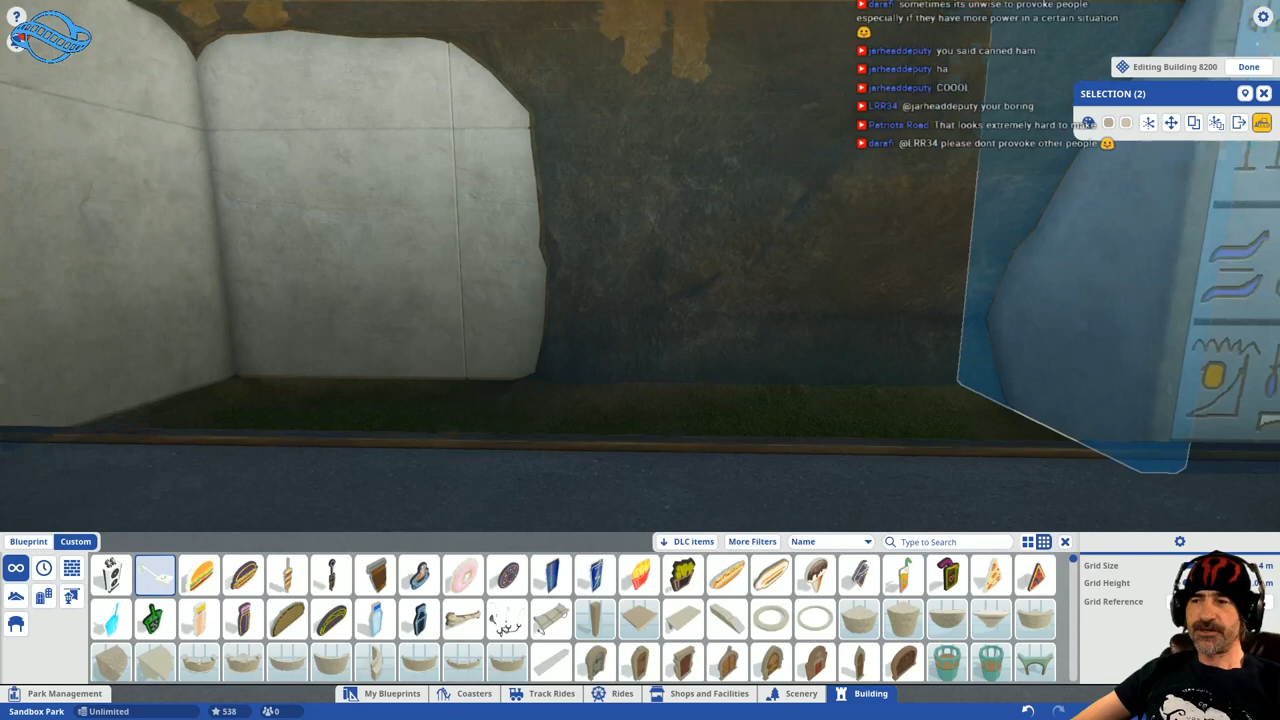 darafi sometimes its unwise to provoke people
especially if they have more power in a certain situation
jarheaddeputy you said canned ham
jarheaddeputy ha
jarheaddeputy COOOL
LRR34 @jarheaddeputy your boring
Patriots Road That looks extremely hard to make
darafi @LRR34 please dont provoke other people
Editing Building 8200
Done
SELECTION (2)
Blueprint
Custom
DLC items
More Filters
Name
Type to Search
Grid Size
4 m
Grid Height
Grid Reference
Park Management
My Blueprints
Coasters
Track Rides
Rides
Shops and Facilities
Scenery
Building
Sandbox Park
Unlimited
538
0